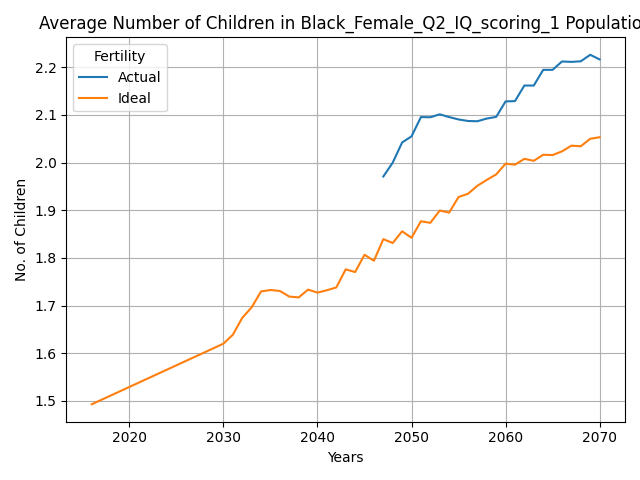 Average Number of Children in Black_Female_Q2_IQ_scoring_1 Populatio
Fertility
Actual
Ideal
No. of Children
2.2
2.1
2.0
1.9
1.8
1.7
1.6
1.5
2020 2030 2040 2050 2060 2070
Years